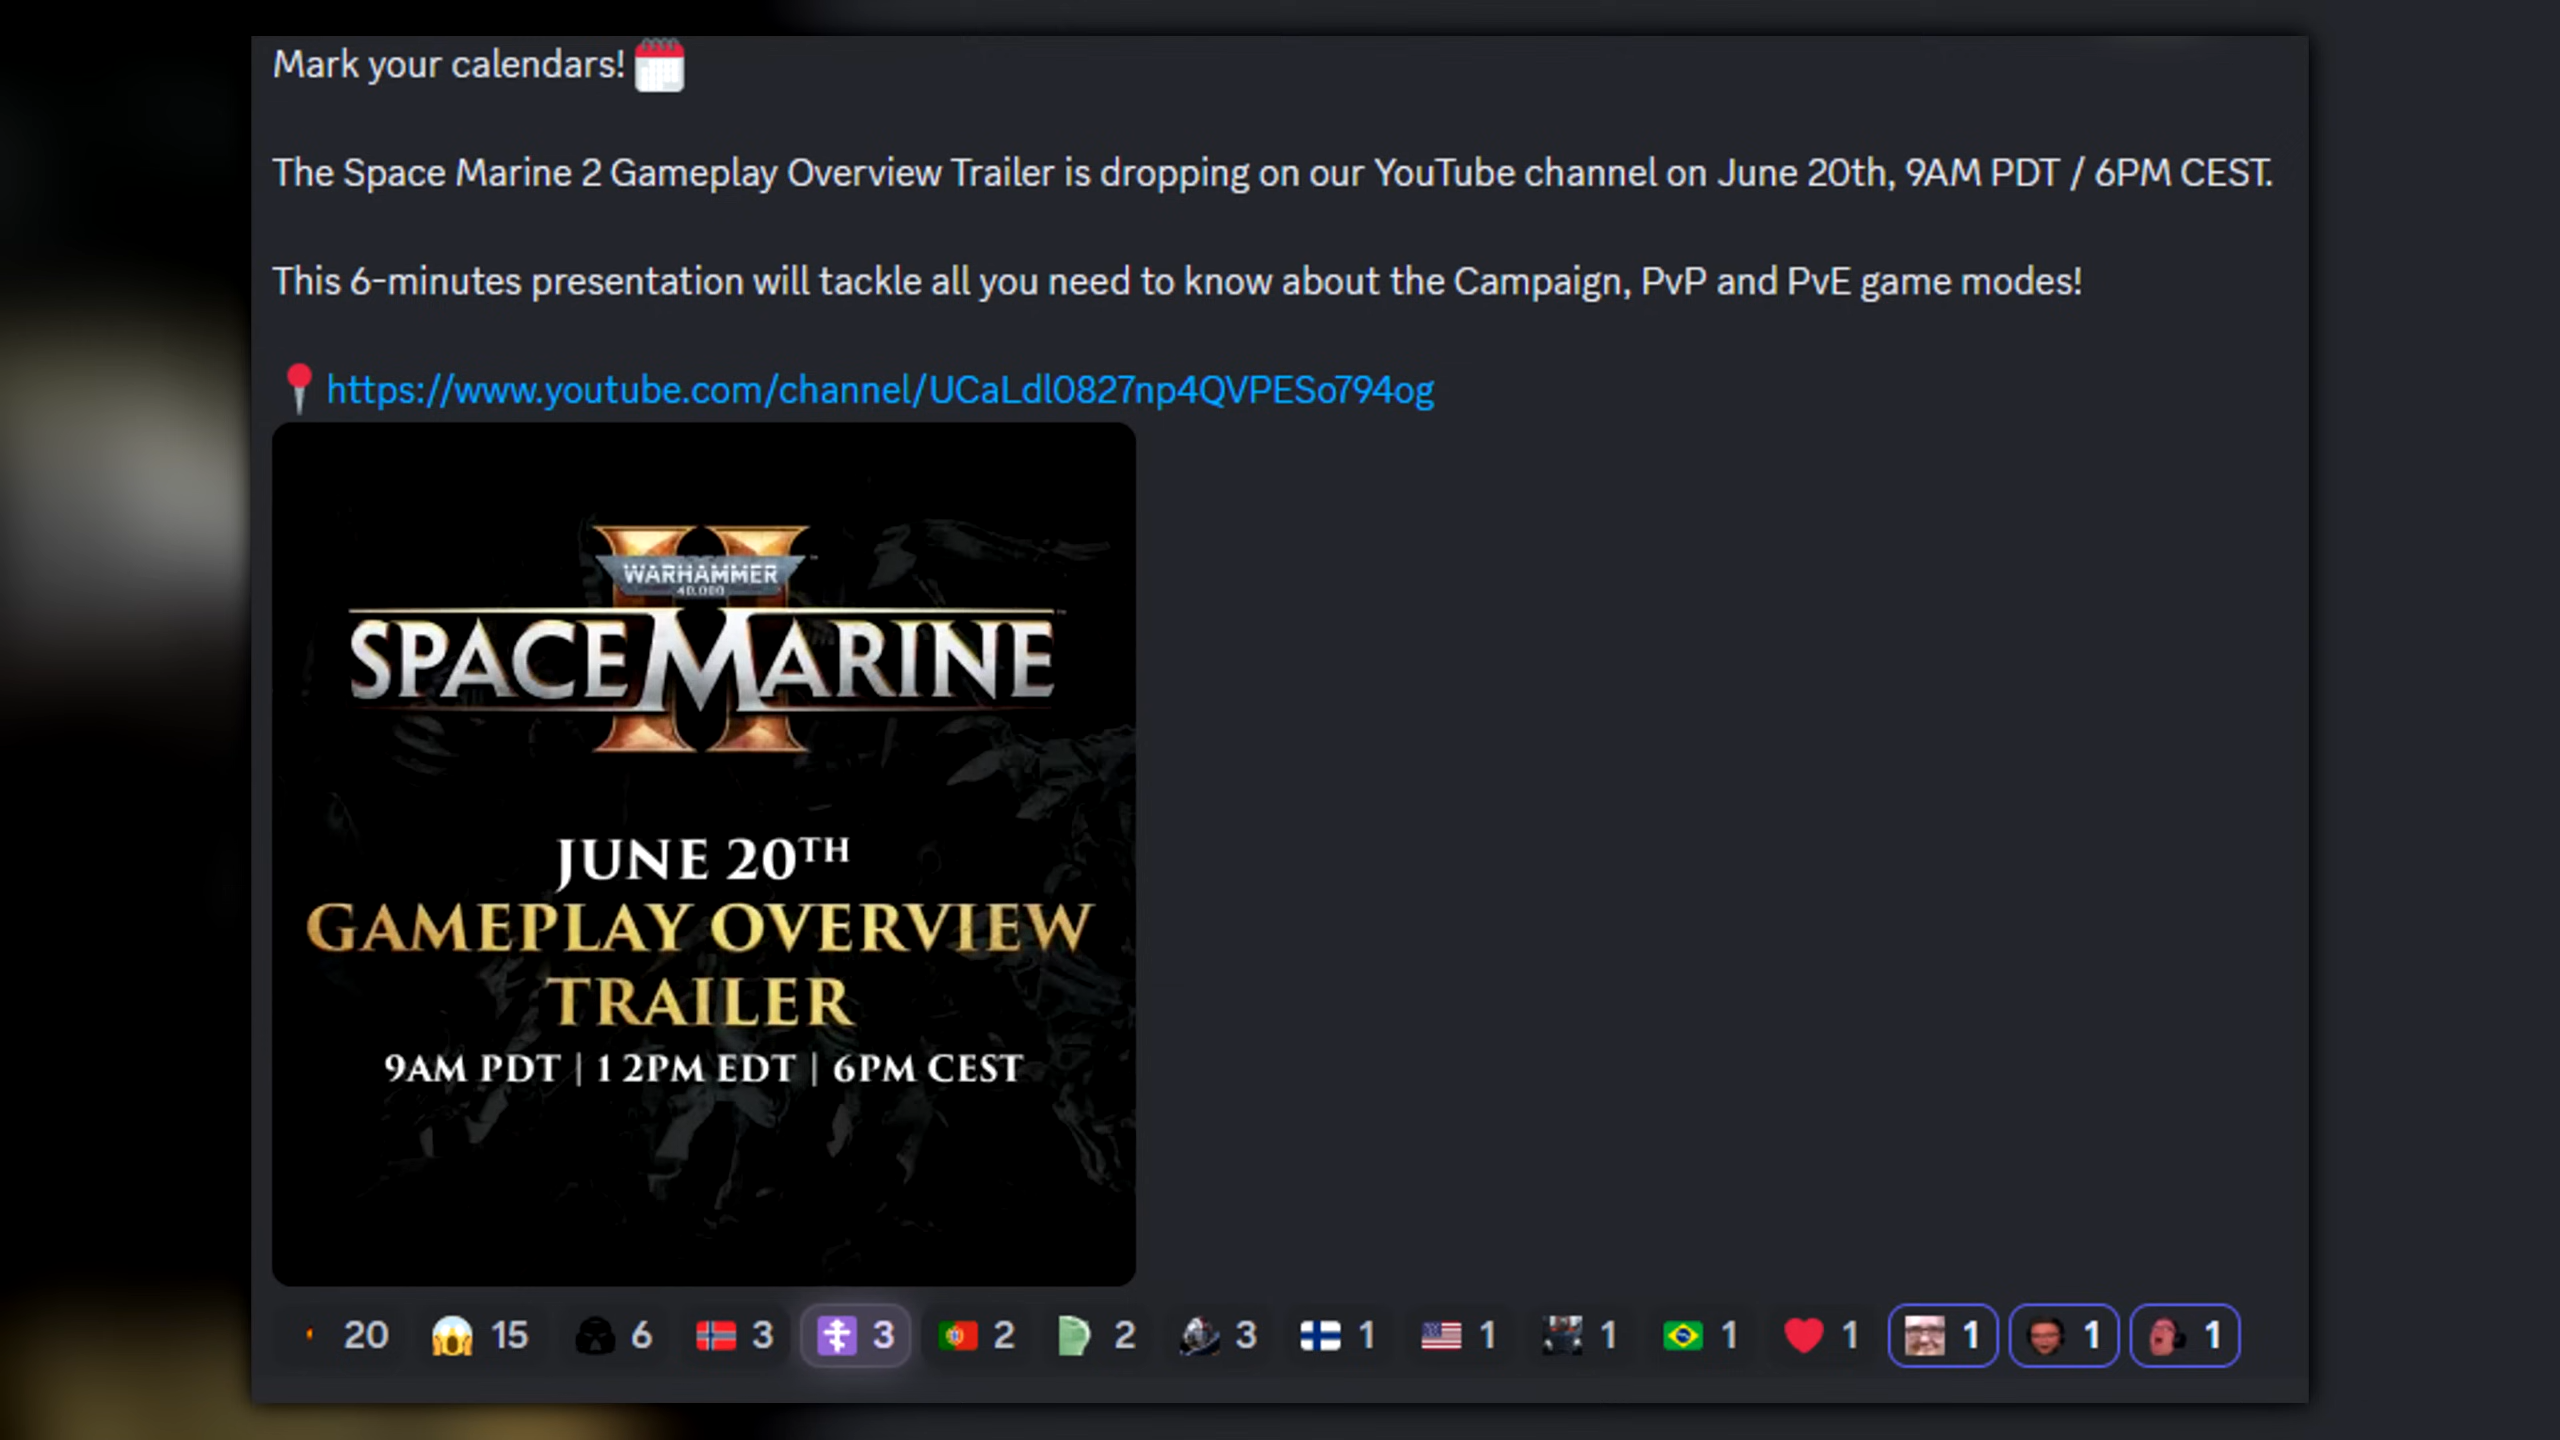 Mark your calendars!
The Space Marine 2 Gameplay Overview Trailer is dropping on our YouTube channel on June 20th, 9AM PDT / 6PM CEST.
This 6-minutes presentation will tackle all you need to know about the Campaign, PvP and PvE game modes!
https://www.youtube.com/channel/UCaLdl0827np4QVPESo794og
WARHAMMER
40,000
SPACE MARINE
II
JUNE 20TH
GAMEPLAY OVERVIEW
TRAILER
9AM PDT | 12PM EDT | 6PM CEST
20 15 6 3 3 2 2 3 1 1 1 1 1 1 1 1